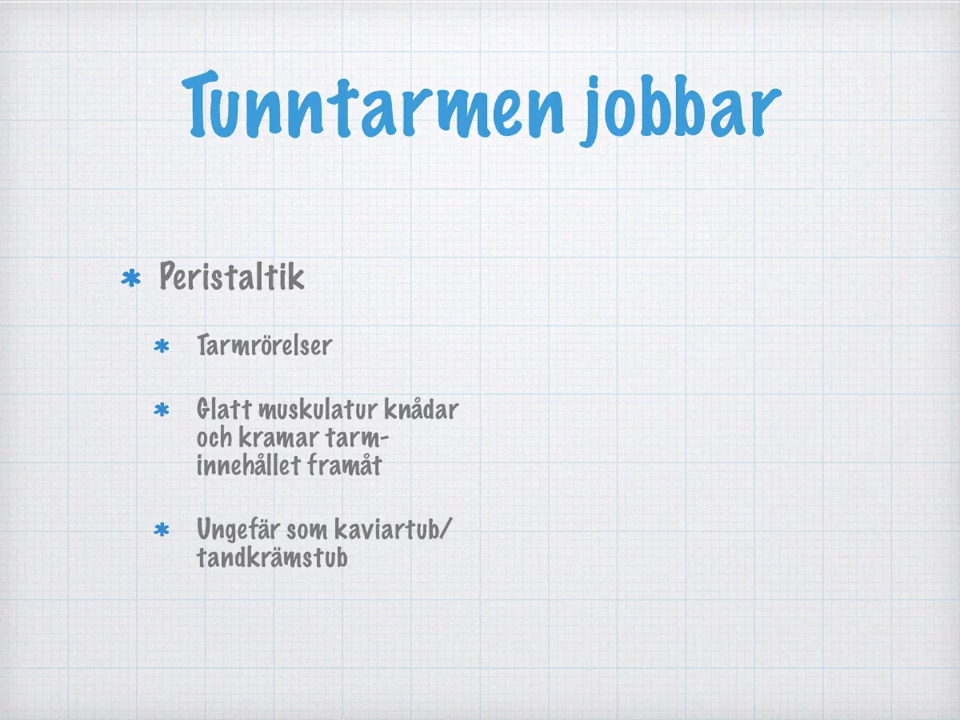 Tunntarmen jobbar
Peristaltik
Tarmrörelser
Glatt muskulatur knådar
och kramar tarm-
innehållet framåt
Ungefär som kaviartub/
tandkrämstub